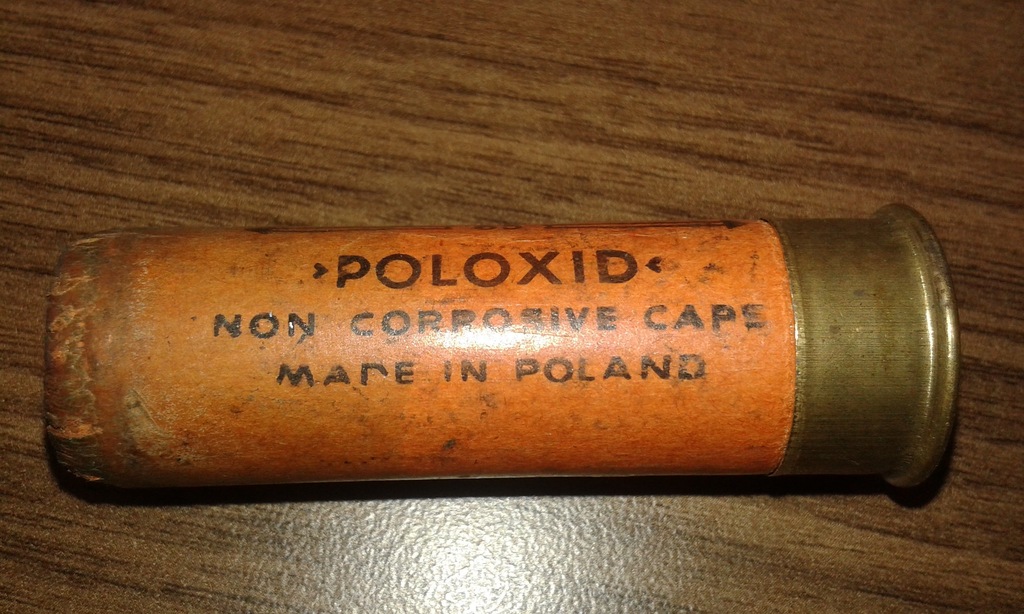 ›POLOXID‹
NON CORROSIVE CAPS
MADE IN POLAND